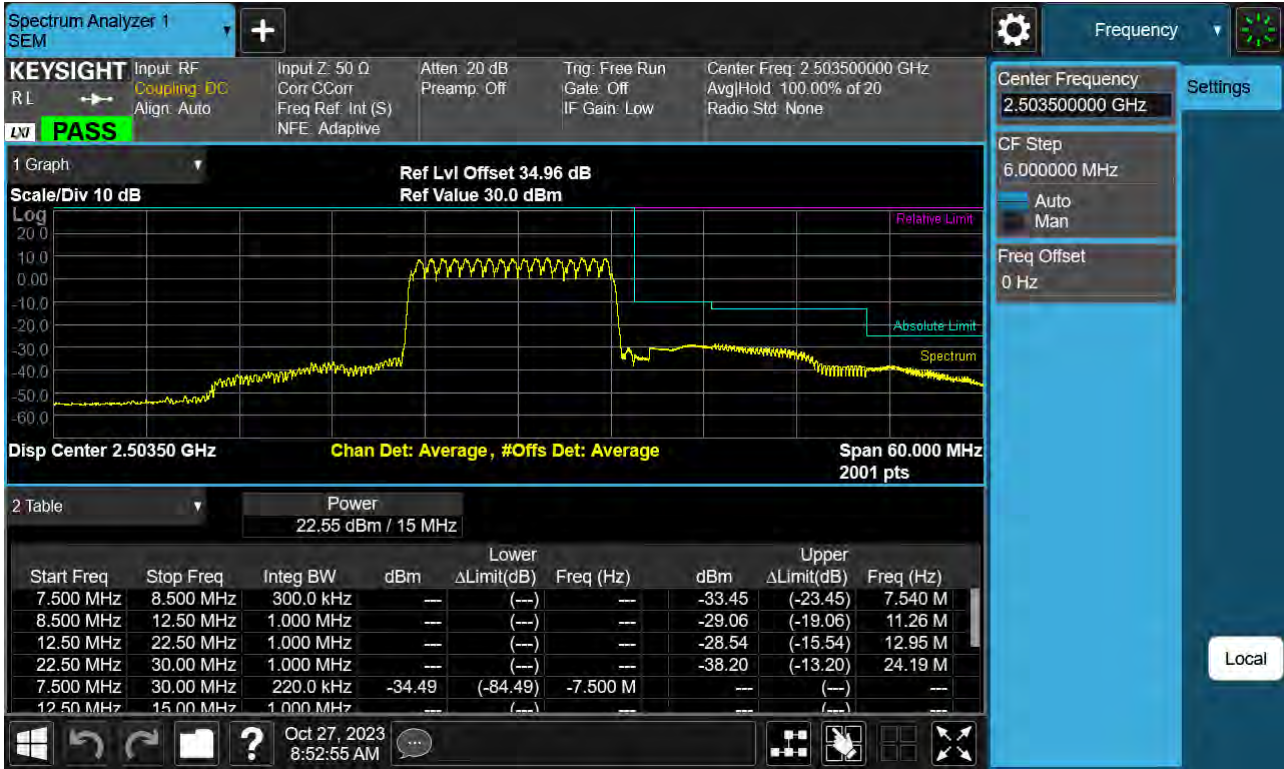 Spectrum Analyzer 1
SEM
+
Frequency
KEYSIGHT
RL
LXI
PASS
Input: RF
Coupling: DC
Align: Auto
Input Z: 50 Ω
Corr CCorr
Freq Ref: Int (S)
NFE: Adaptive
Atten: 20 dB
Preamp: Off
Trig: Free Run
Gate: Off
IF Gain: Low
Center Freq: 2.503500000 GHz
Avg|Hold: 100.00% of 20
Radio Std: None
Center Frequency
2.503500000 GHz
Settings
CF Step
6.000000 MHz
Auto
Man
Freq Offset
0 Hz
Local
1 Graph
Scale/Div 10 dB
Ref Lvl Offset 34.96 dB
Ref Value 30.0 dBm
Log
20.0
10.0
0.00
-10.0
-20.0
-30.0
-40.0
-50.0
-60.0
Relative Limit
Absolute Limit
Spectrum
Disp Center 2.50350 GHz
Chan Det: Average, #Offs Det: Average
Span 60.000 MHz
2001 pts
2 Table
Power
22.55 dBm / 15 MHz
Lower Upper
Start Freq Stop Freq Integ BW dBm ΔLimit(dB) Freq (Hz) dBm ΔLimit(dB) Freq (Hz)
7.500 MHz 8.500 MHz 300.0 kHz --- (---) --- -33.45 (-23.45) 7.540 M
8.500 MHz 12.50 MHz 1.000 MHz --- (---) --- -29.06 (-19.06) 11.26 M
12.50 MHz 22.50 MHz 1.000 MHz --- (---) --- -28.54 (-15.54) 12.95 M
22.50 MHz 30.00 MHz 1.000 MHz --- (---) --- -38.20 (-13.20) 24.19 M
7.500 MHz 30.00 MHz 220.0 kHz -34.49 (-84.49) -7.500 M --- (---) ---
12.50 MHz 15.00 MHz 1.000 MHz --- (---) --- --- (---) ---
?
Oct 27, 2023
8:52:55 AM